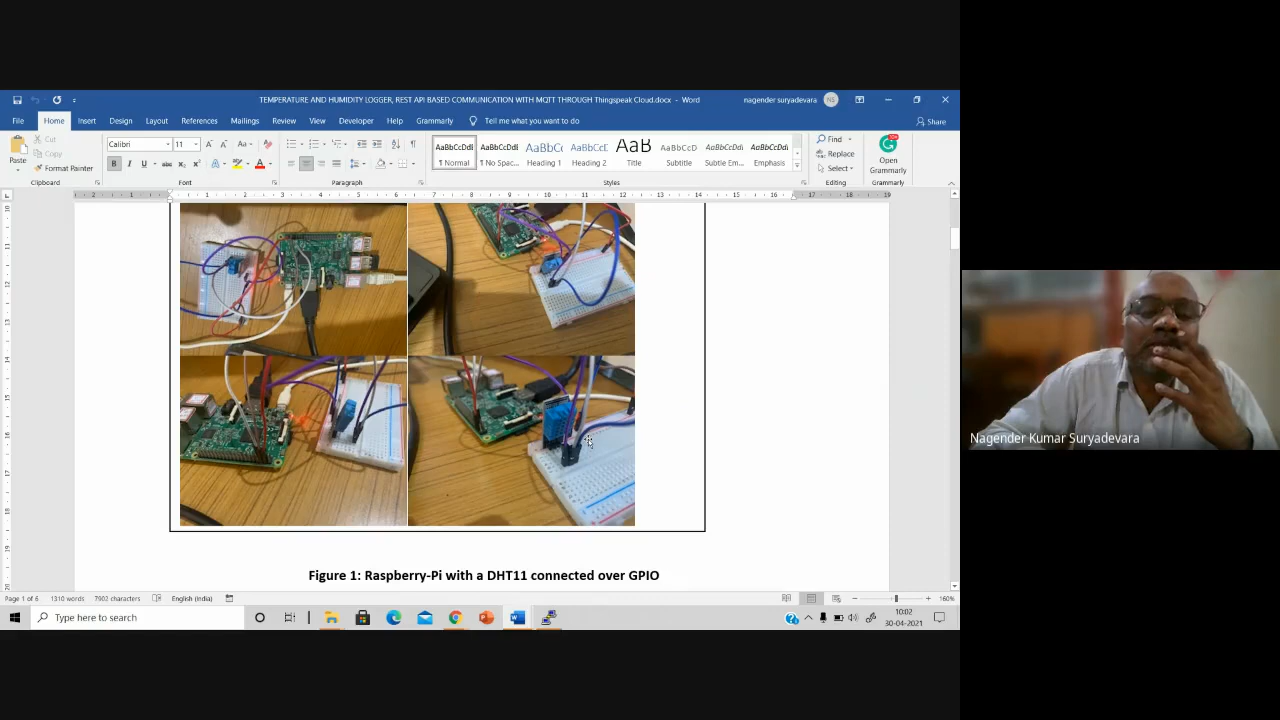 TEMPERATURE AND HUMIDITY LOGGER, REST API BASED COMMUNICATION WITH MQTT THROUGH Thingspeak Cloud.docx - Word
nagender suryadevara
NS
File Home Insert Design Layout References Mailings Review View Developer Help Grammarly Tell me what you want to do
Share
Paste
Cut
Copy
Format Painter
Clipboard
Calibri 11
Font
Paragraph
AaBbCcDdI AaBbCcDdI AaBbC( AaBbCcE AaB AaBbCcD AaBbCcDdI AaBbCcDdI
¶ Normal ¶ No Spac... Heading 1 Heading 2 Title Subtitle Subtle Em... Emphasis
Styles
Find
Replace
Select
Editing
Open
Grammarly
Grammarly
Figure 1: Raspberry-Pi with a DHT11 connected over GPIO
Page 1 of 6 1310 words 7902 characters English (India)
160%
Type here to search
10:02
30-04-2021
Nagender Kumar Suryadevara